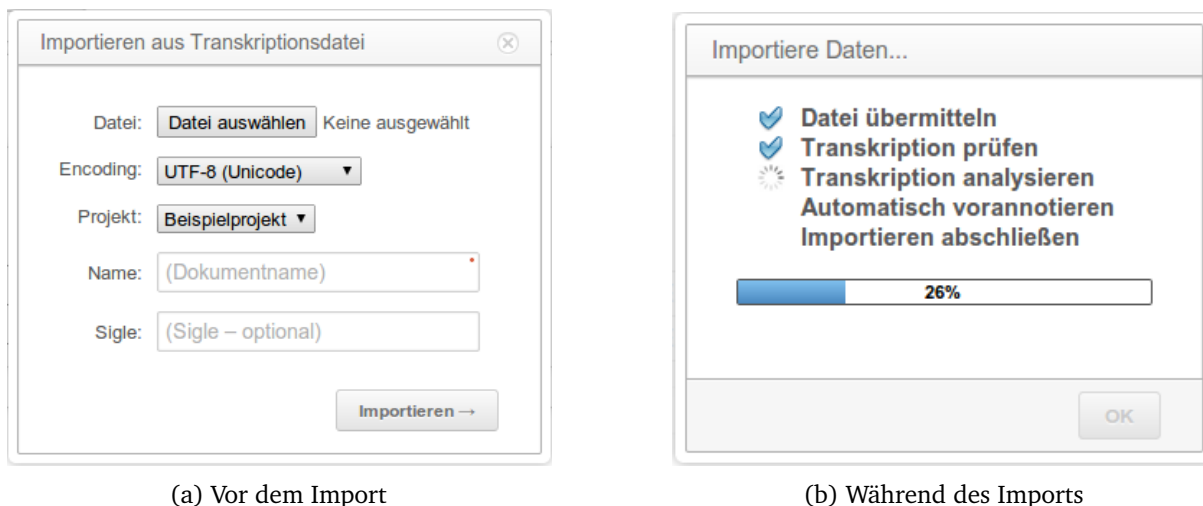 Importieren aus Transkriptionsdatei
Datei: Datei auswählen Keine ausgewählt
Encoding: UTF-8 (Unicode)
Projekt: Beispielprojekt
Name: (Dokumentname)
Sigle: (Sigle – optional)
Importieren →
(a) Vor dem Import
Importiere Daten...
Datei übermitteln
Transkription prüfen
Transkription analysieren
Automatisch vorannotieren
Importieren abschließen
26%
OK
(b) Während des Imports